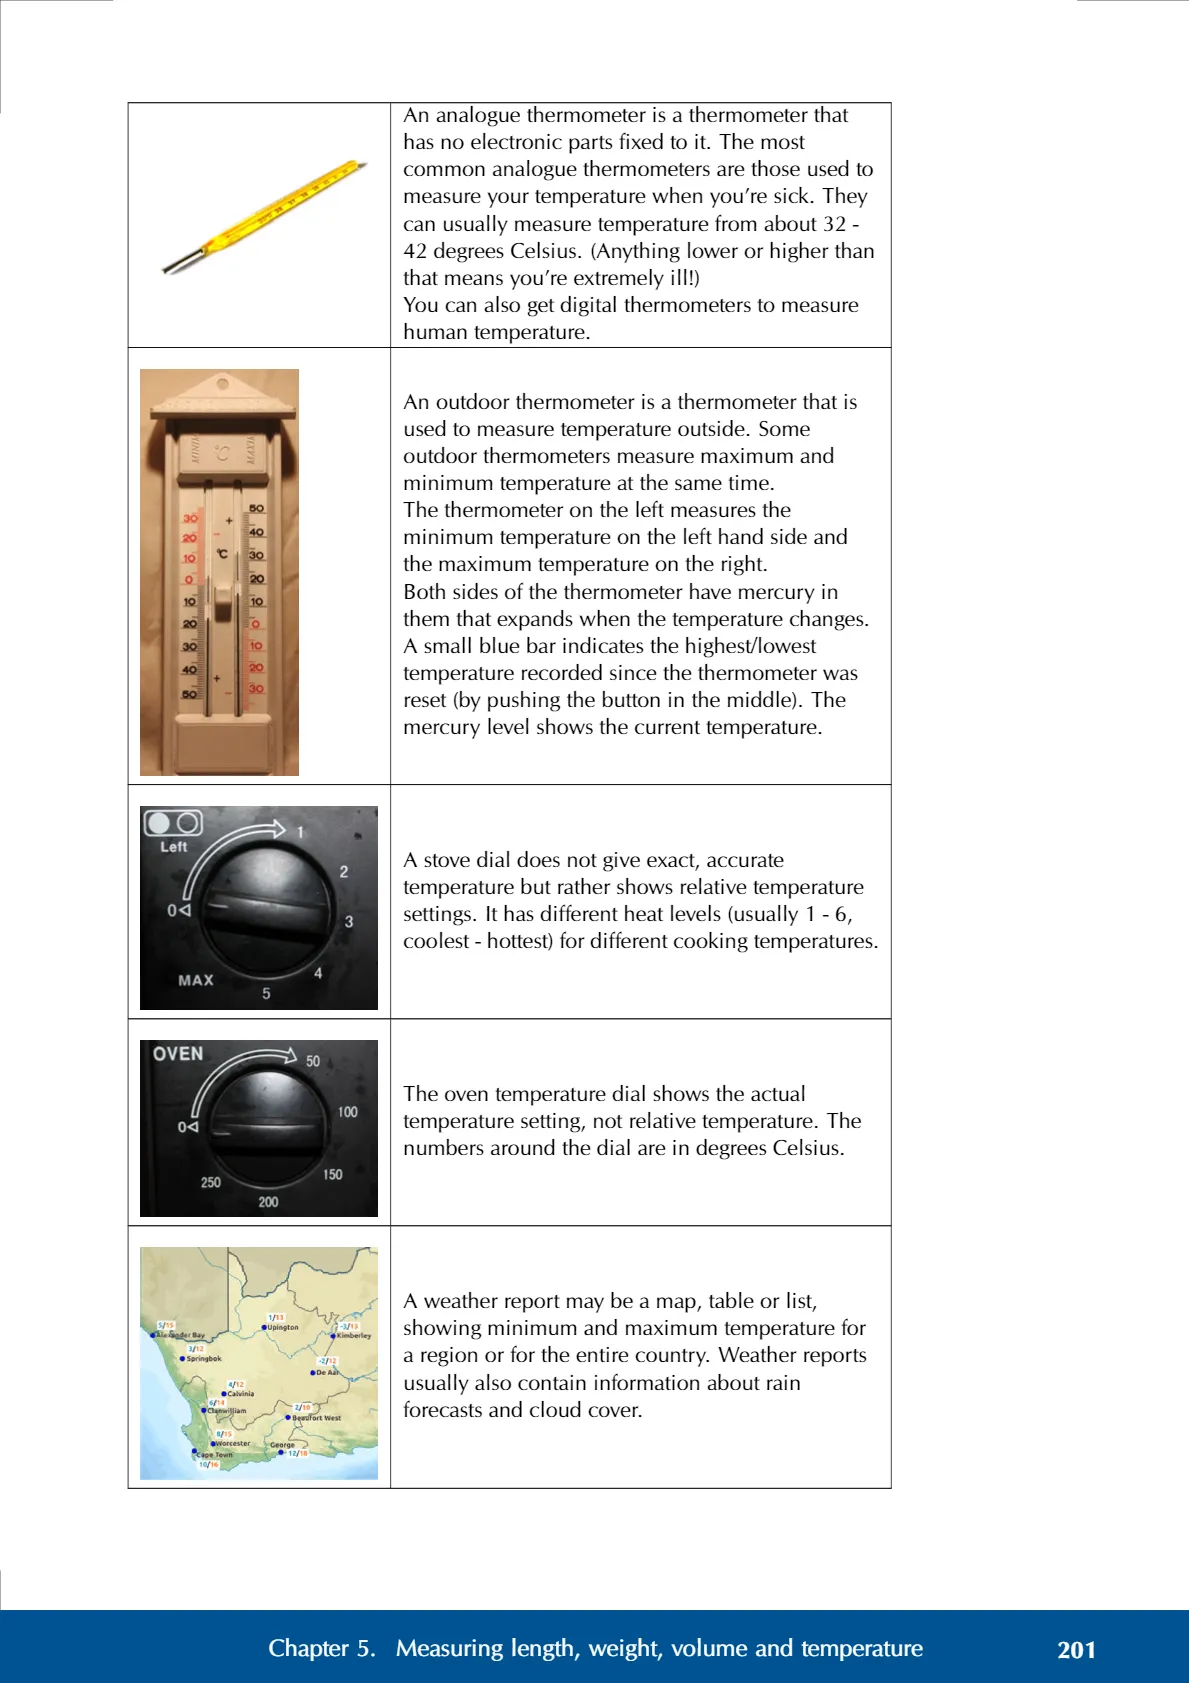 An analogue thermometer is a thermometer that
has no electronic parts fixed to it. The most
common analogue thermometers are those used to
measure your temperature when you're sick. They
can usually measure temperature from about 32 -
42 degrees Celsius. (Anything lower or higher than
that means you're extremely ill!)
You can also get digital thermometers to measure
human temperature.
MINIM
°C
MAXIM
30
20
10
0
10
20
30
40
50
+
-
°C
+
-
50
40
30
20
10
0
10
20
30
An outdoor thermometer is a thermometer that is
used to measure temperature outside. Some
outdoor thermometers measure maximum and
minimum temperature at the same time.
The thermometer on the left measures the
minimum temperature on the left hand side and
the maximum temperature on the right.
Both sides of the thermometer have mercury in
them that expands when the temperature changes.
A small blue bar indicates the highest/lowest
temperature recorded since the thermometer was
reset (by pushing the button in the middle). The
mercury level shows the current temperature.
Left
0
1
2
3
4
5
MAX
A stove dial does not give exact, accurate
temperature but rather shows relative temperature
settings. It has different heat levels (usually 1 - 6,
coolest - hottest) for different cooking temperatures.
OVEN
0
50
100
150
200
250
The oven temperature dial shows the actual
temperature setting, not relative temperature. The
numbers around the dial are in degrees Celsius.
5/15
Alexander Bay
3/12
Springbok
1/13
Upington
-3/13
Kimberley
-2/12
De Aar
4/12
Calvinia
6/14
Clanwilliam
2/10
Beaufort West
8/15
Worcester
George
12/18
Cape Town
10/16
A weather report may be a map, table or list,
showing minimum and maximum temperature for
a region or for the entire country. Weather reports
usually also contain information about rain
forecasts and cloud cover.
Chapter 5. Measuring length, weight, volume and temperature 201